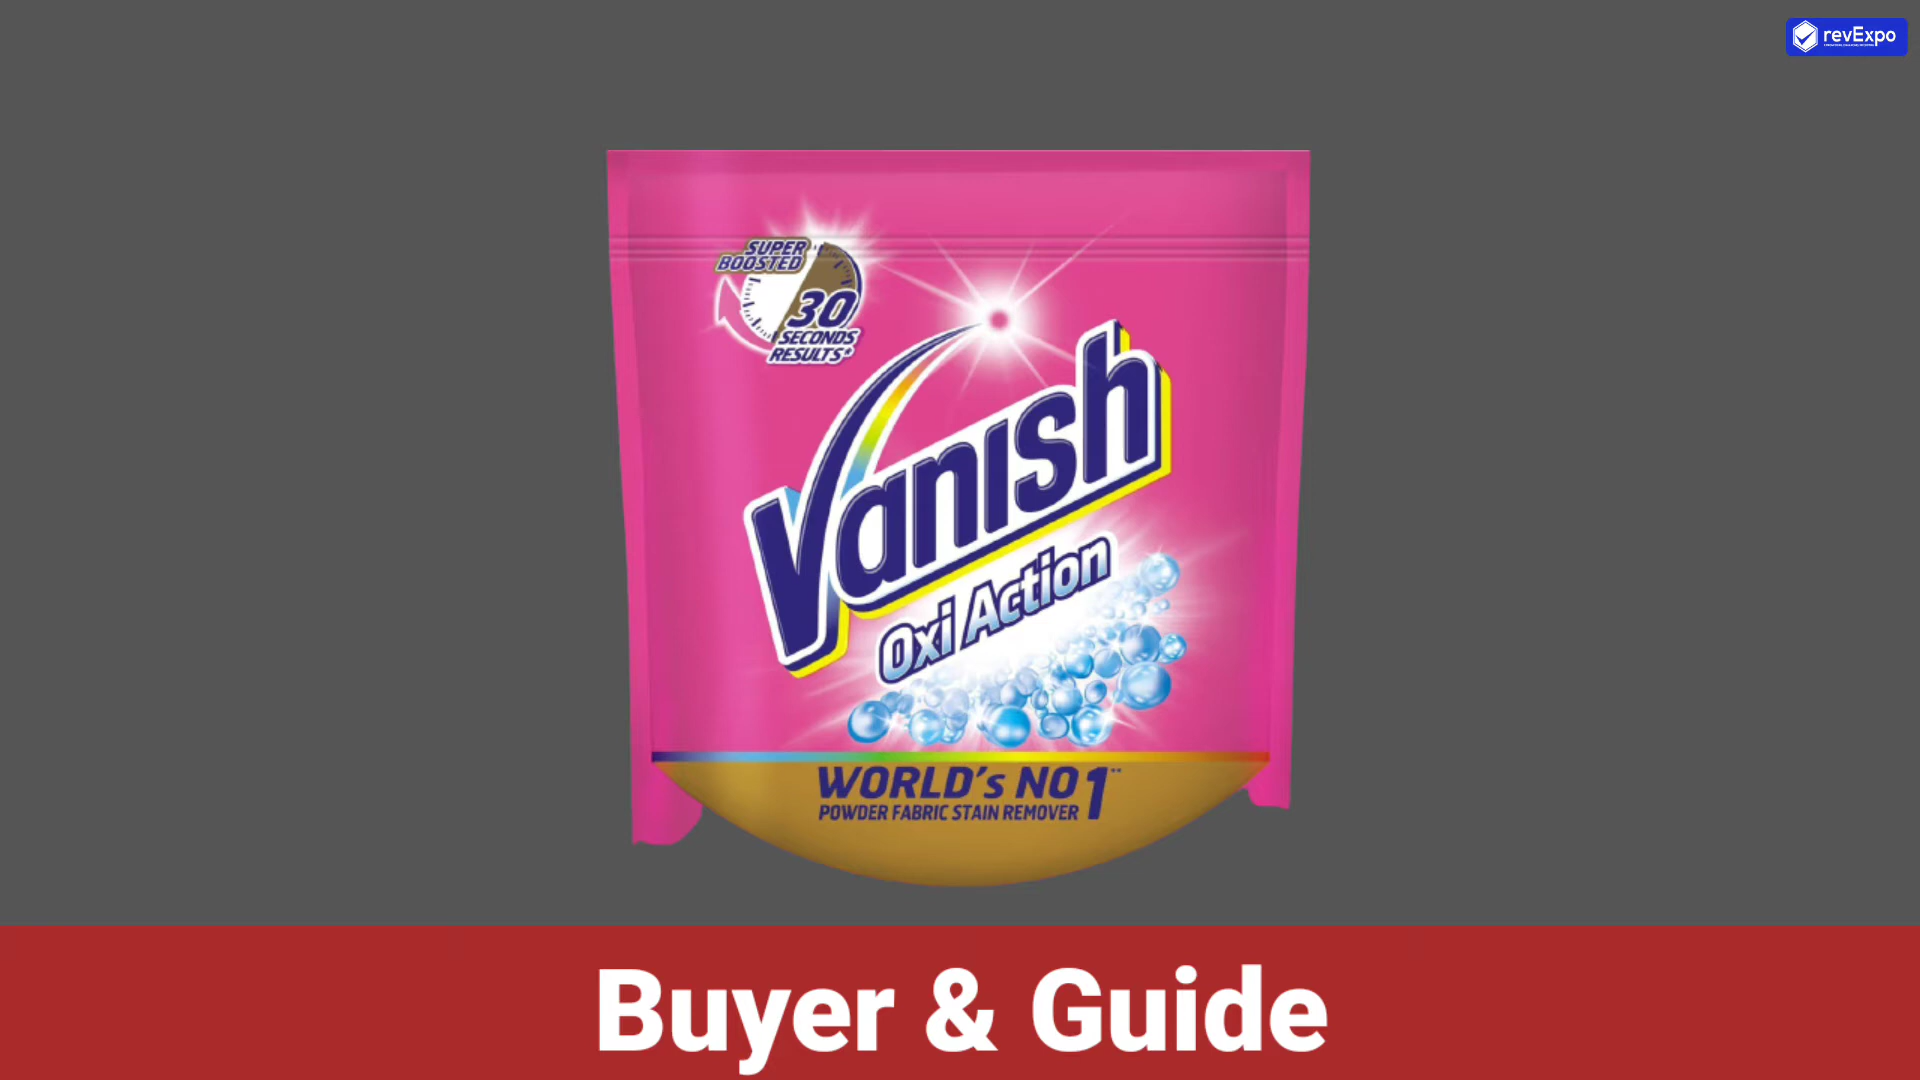 revExpo
SUPER
BOOSTED
30
SECONDS
RESULTS*
Vanish
Oxi Action
WORLD's NO 1**
POWDER FABRIC STAIN REMOVER
Buyer & Guide